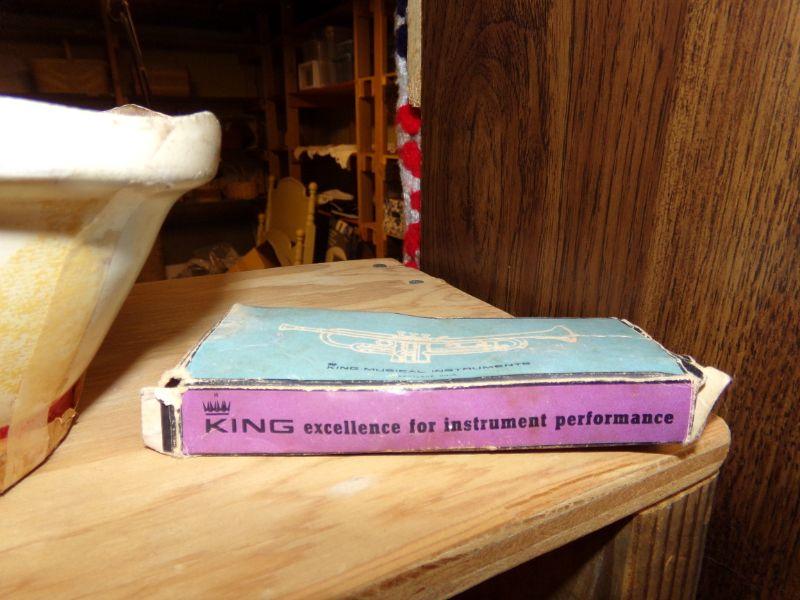 KING MUSICAL INSTRUMENTS
KING excellence for instrument performance